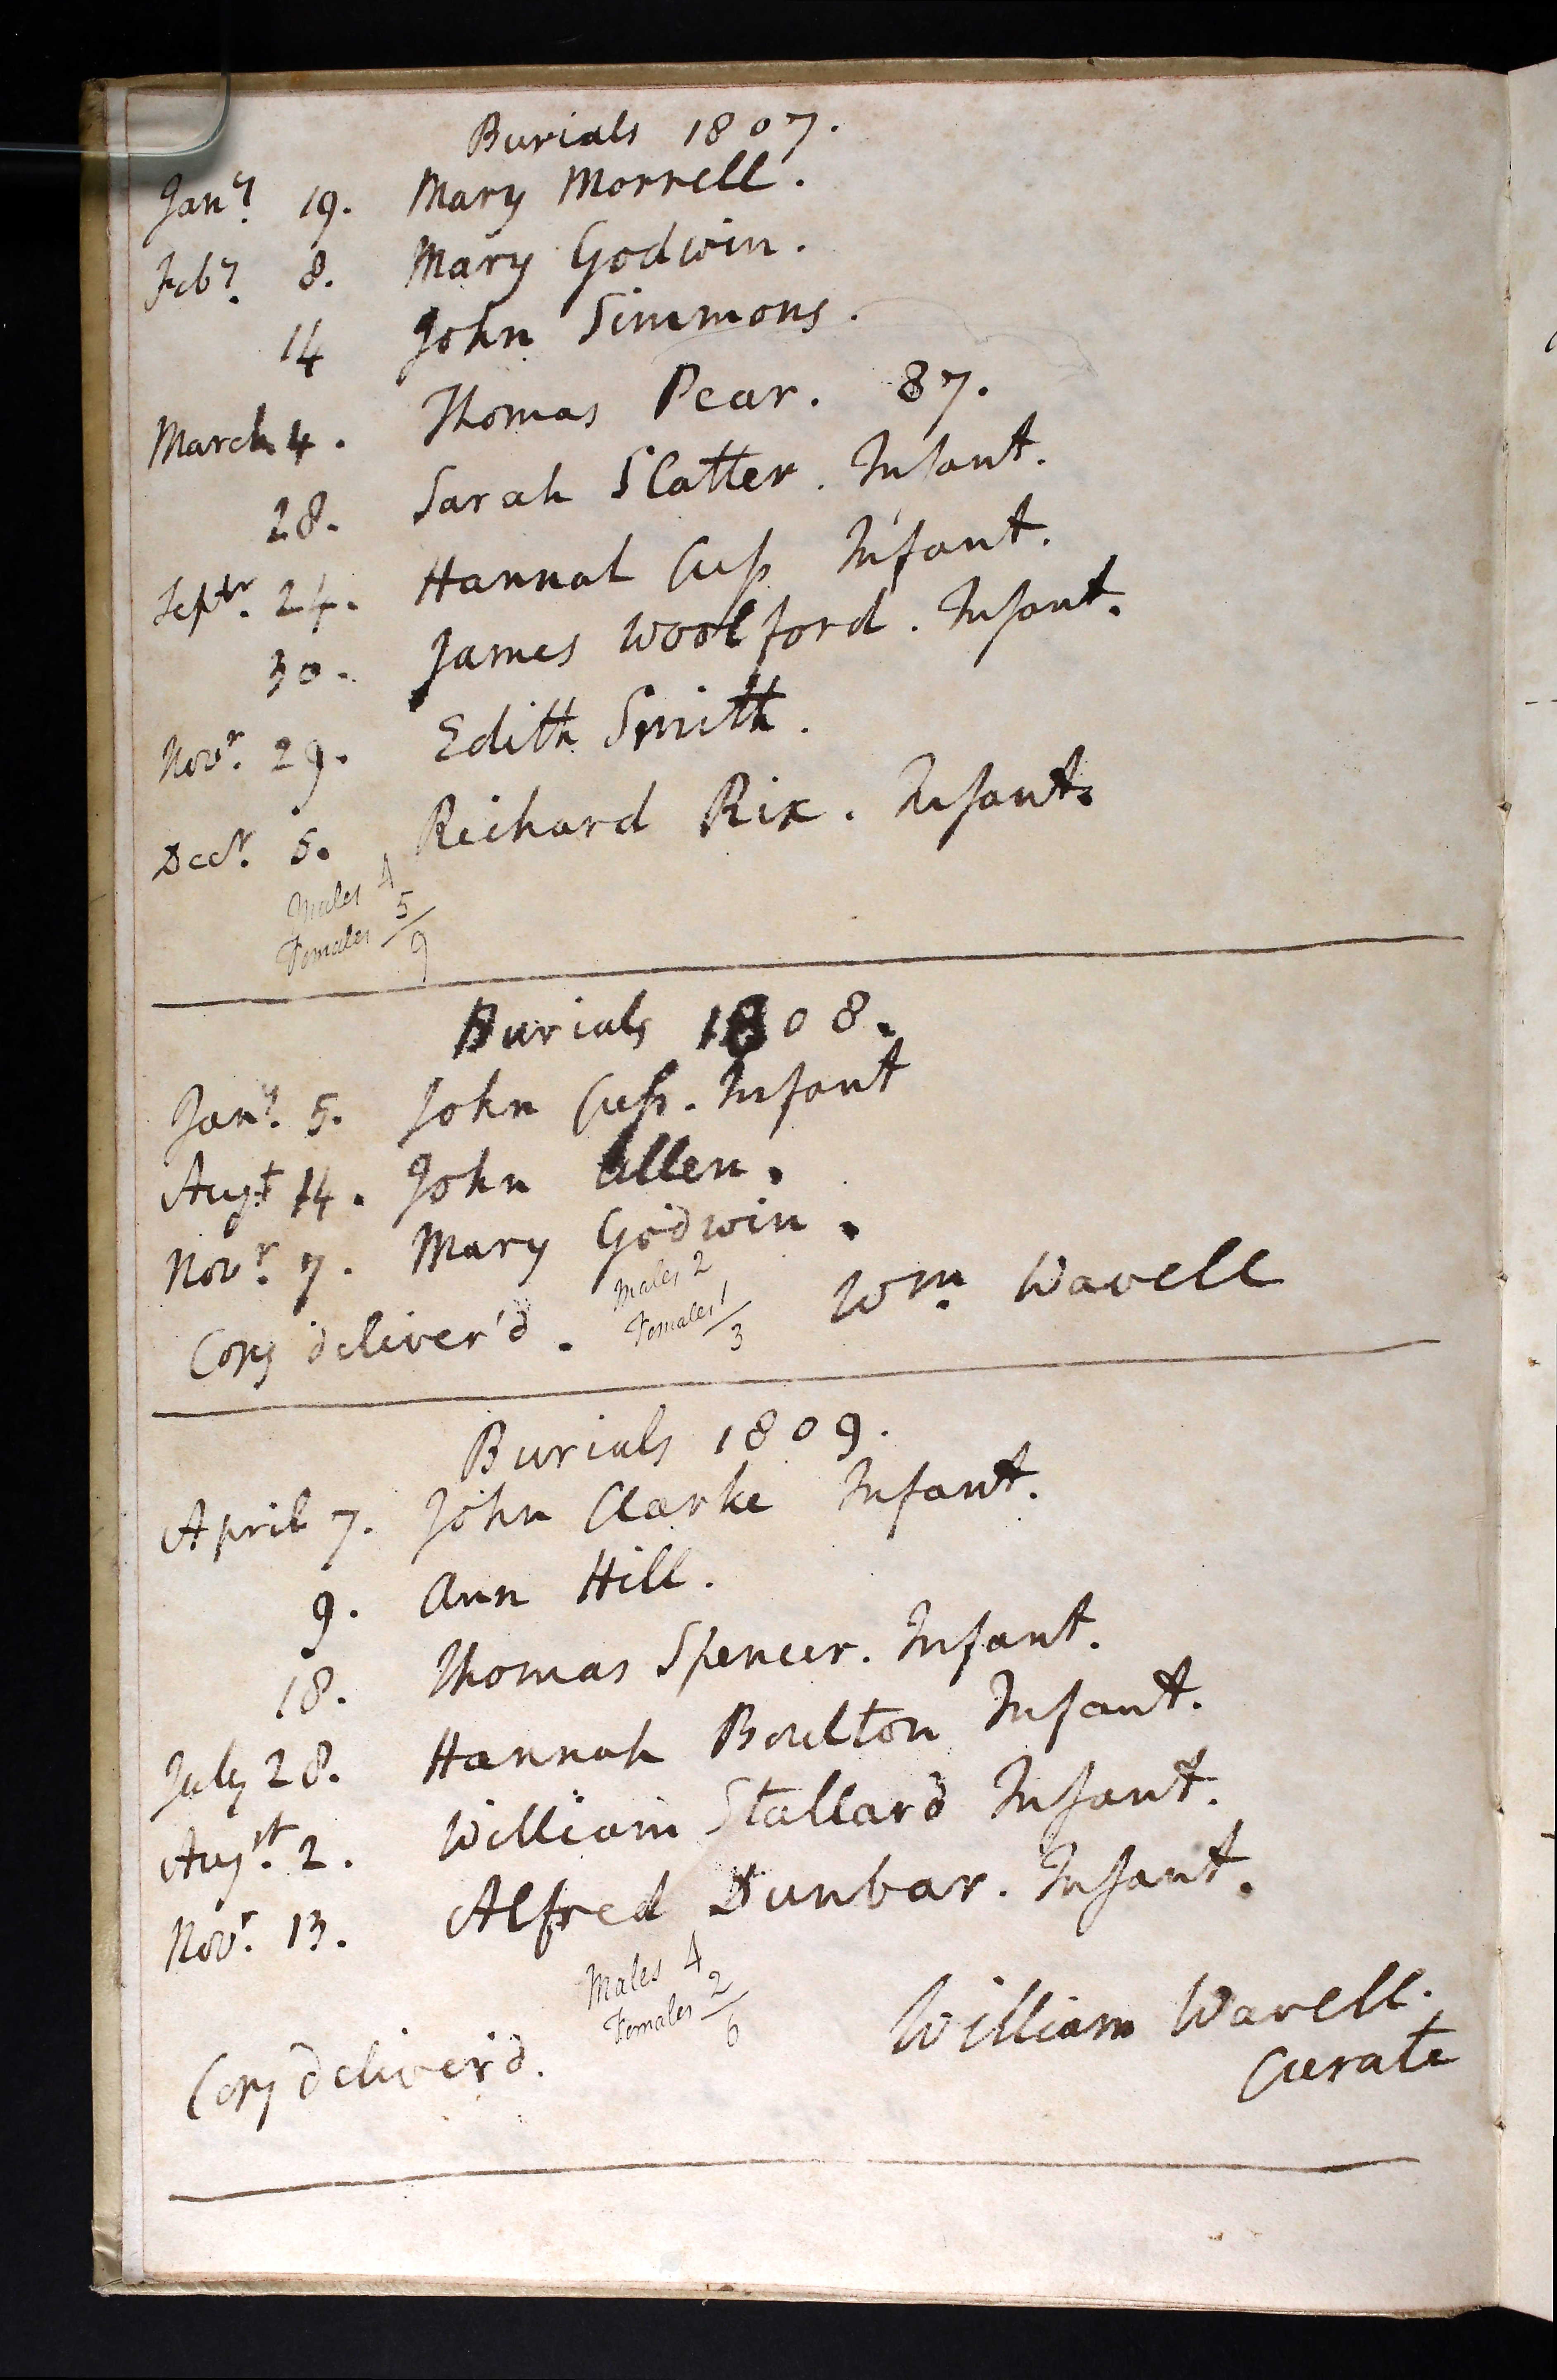 Burials 1807.
Jany. 19. Mary Morrell.
Feby. 8. Mary Godwin.
14 John Simmons.
March 4. Thomas Pear. 87.
28. Sarah Slatter. Infant.
Septr. 24. Hannah Cuſs Infant.
30. James Woolford. Infant.
Novr. 29. Edith Smith.
Decr. 5. Richard Rix. Infant.
Males 4
Females 5
9
Burials 1808.
Jany. 5. John Cuſs. Infant
Augt. 14. John Allen.
Novr. 7. Mary Godwin.
Males 2
Females 1
3
Copy deliver'd. Wm. Wavell
Burials 1809.
April 7. John Clarke Infant.
9. Ann Hill.
18. Thomas Spencer. Infant.
July 28. Hannah Boulton Infant.
Augst. 2. William Stallard Infant.
Novr. 13. Alfred Dunbar. Infant.
Males 4
Females 2
6
Copy deliver'd. William Wavell.
Curate